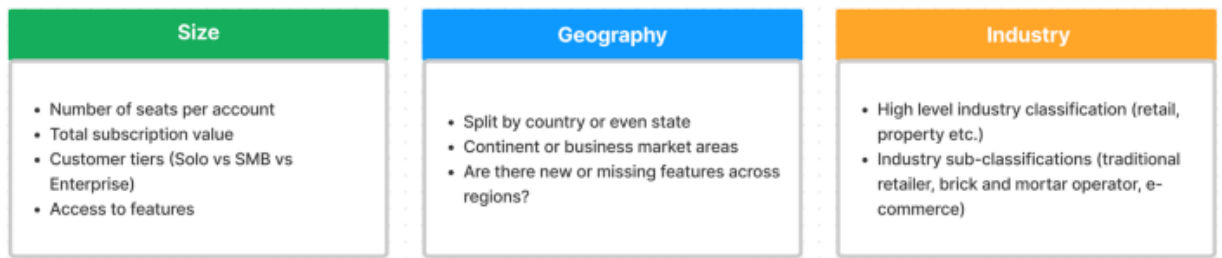 Size
• Number of seats per account
• Total subscription value
• Customer tiers (Solo vs SMB vs
Enterprise)
• Access to features
Geography
• Split by country or even state
• Continent or business market areas
• Are there new or missing features across
regions?
Industry
• High level industry classification (retail,
property etc.)
• Industry sub-classifications (traditional
retailer, brick and mortar operator, e-
commerce)